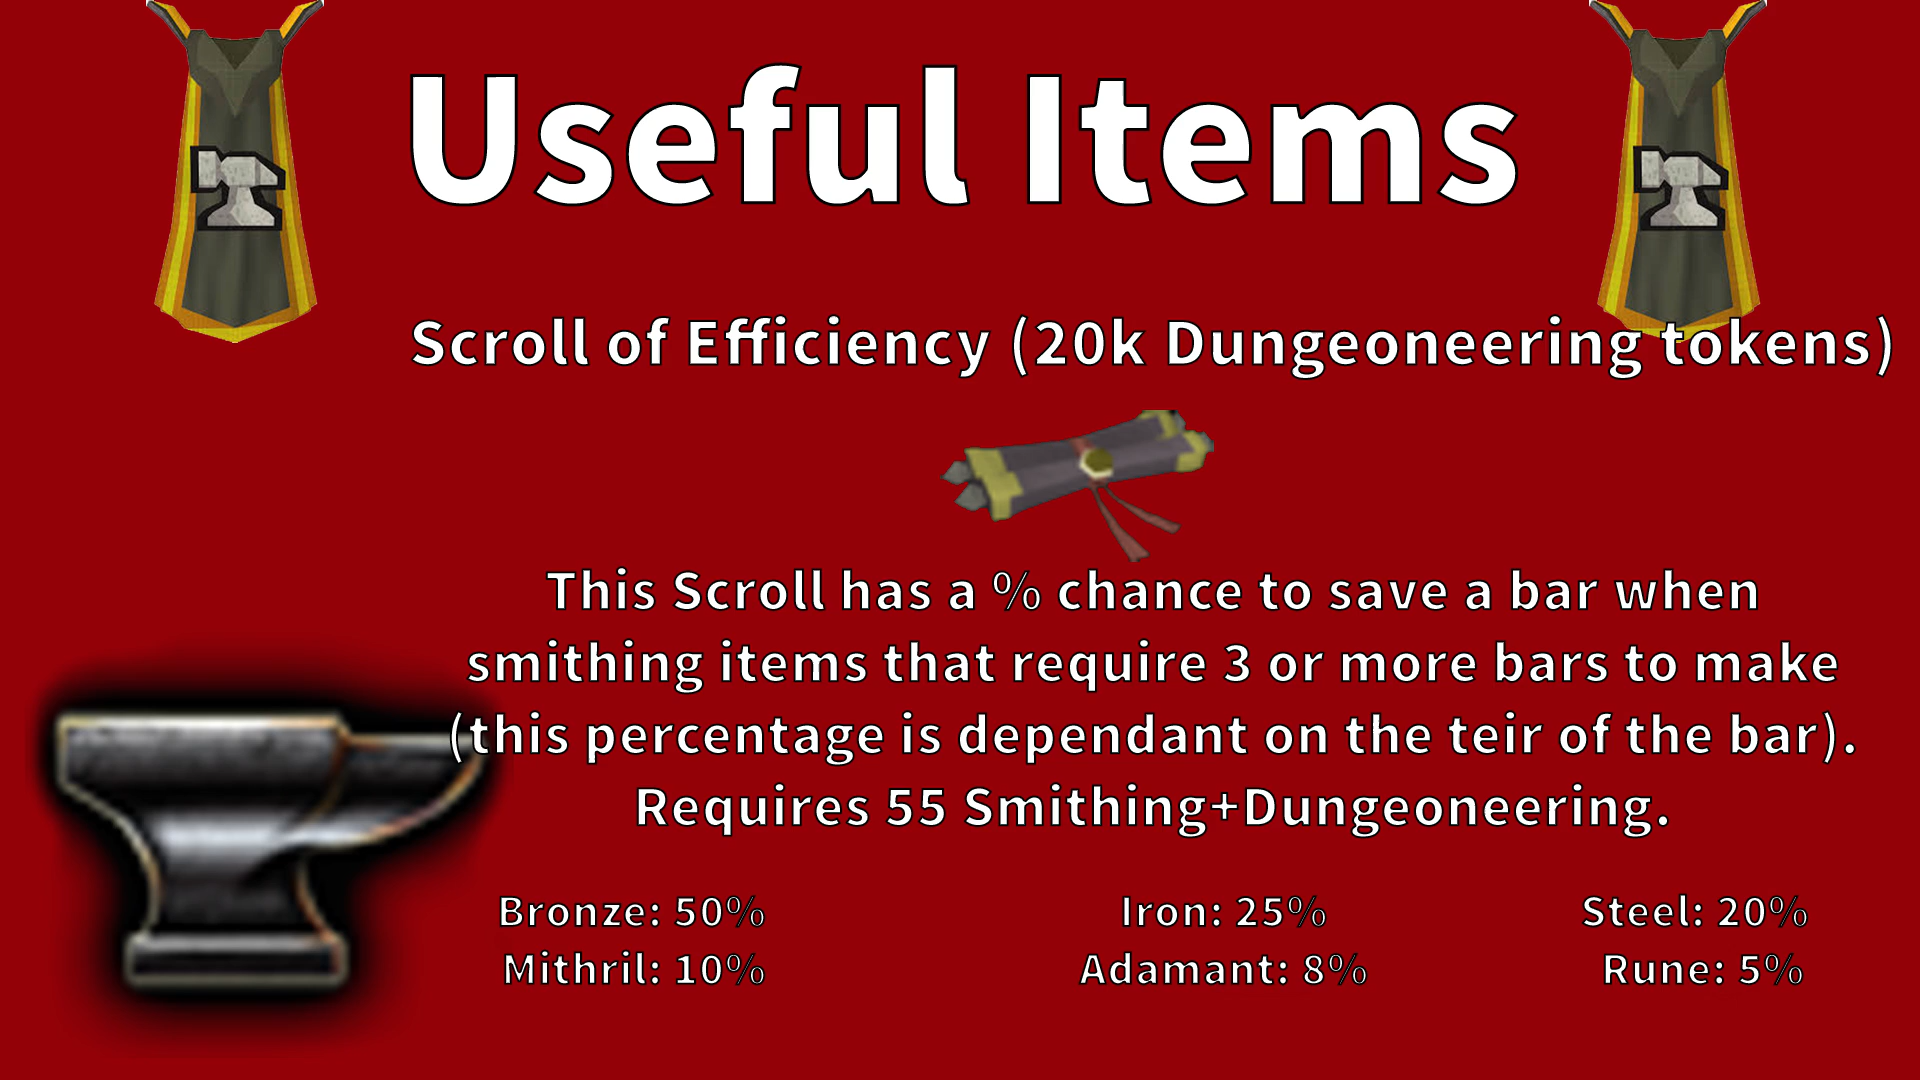 Useful Items
Scroll of Efficiency (20k Dungeoneering tokens)
This Scroll has a % chance to save a bar when
smithing items that require 3 or more bars to make
(this percentage is dependant on the teir of the bar).
Requires 55 Smithing+Dungeoneering.
Bronze: 50% Iron: 25% Steel: 20%
Mithril: 10% Adamant: 8% Rune: 5%